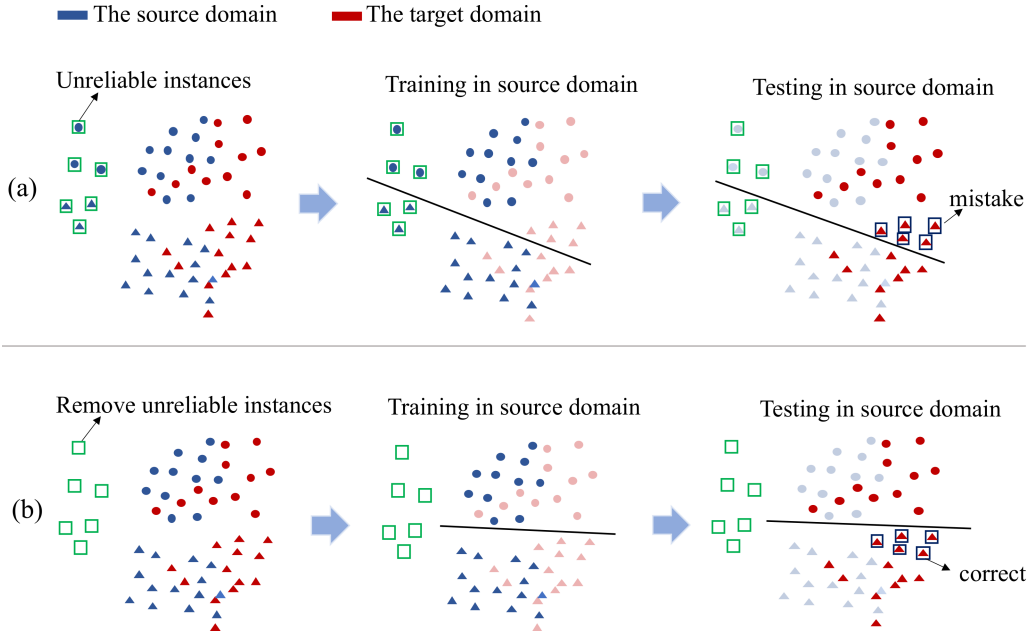 The source domain
The target domain
Unreliable instances
Training in source domain
Testing in source domain
(a)
mistake
Remove unreliable instances
Training in source domain
Testing in source domain
(b)
correct